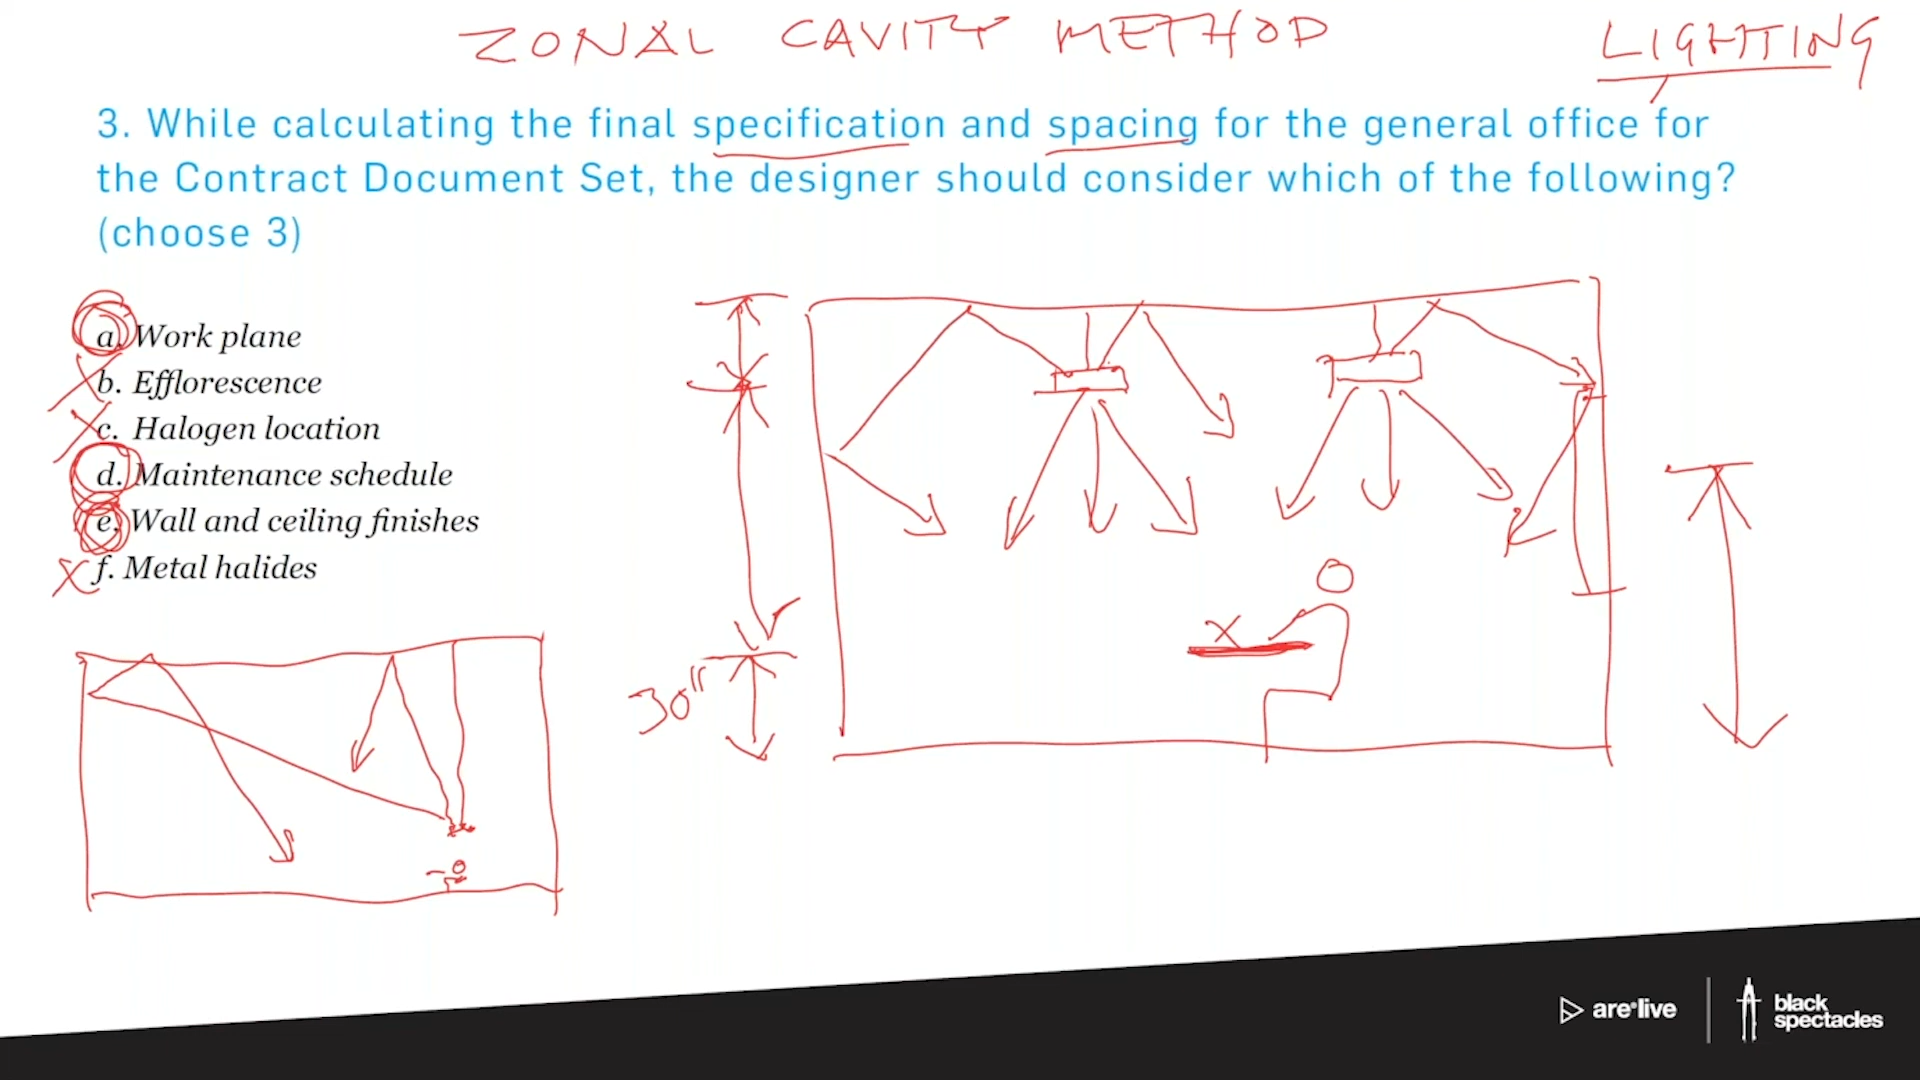 ZONAL CAVITY METHOD
LIGHTING
3. While calculating the final specification and spacing for the general office for
the Contract Document Set, the designer should consider which of the following?
(choose 3)
a. Work plane
b. Efflorescence
c. Halogen location
d. Maintenance schedule
e. Wall and ceiling finishes
f. Metal halides
X
30"
are•live
black
spectacles